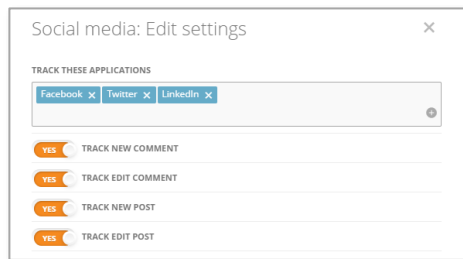 Social media: Edit settings
TRACK THESE APPLICATIONS
Facebook x Twitter x LinkedIn x
YES TRACK NEW COMMENT
YES TRACK EDIT COMMENT
YES TRACK NEW POST
YES TRACK EDIT POST